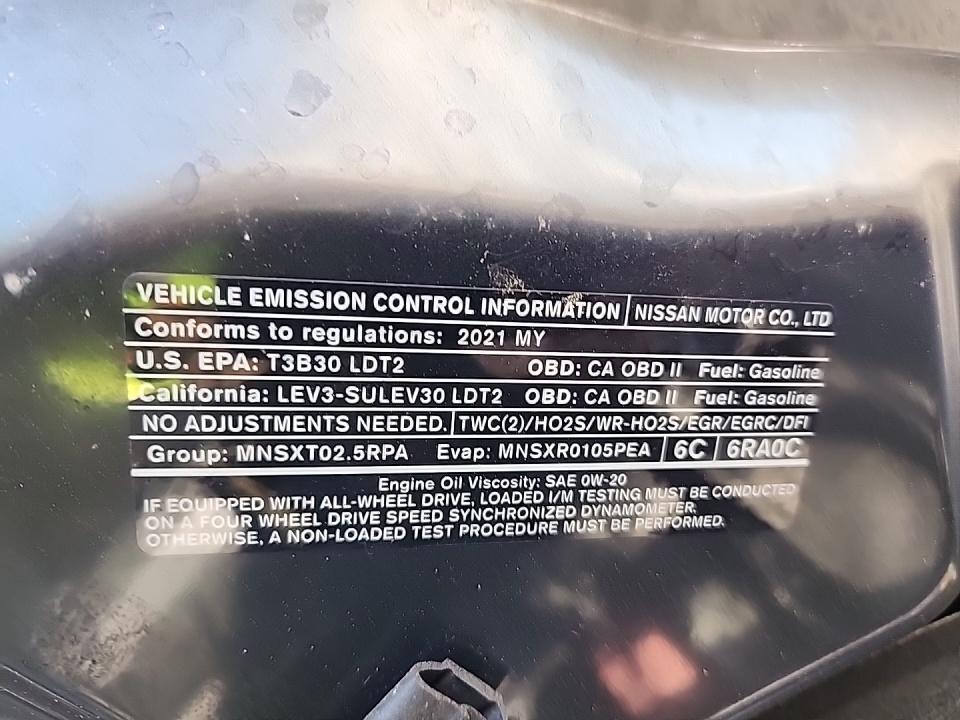 VEHICLE EMISSION CONTROL INFORMATION NISSAN MOTOR CO., LTD
Conforms to regulations: 2021 MY
U.S. EPA: T3B30 LDT2 OBD: CA OBD II Fuel: Gasoline
California: LEV3-SULEV30 LDT2 OBD: CA OBD II Fuel: Gasoline
NO ADJUSTMENTS NEEDED. TWC(2)/HO2S/WR-HO2S/EGR/EGRC/DFI
Group: MNSXT02.5RPA Evap: MNSXR0105PEA 6C 6RA0C
Engine Oil Viscosity: SAE 0W-20
IF EQUIPPED WITH ALL-WHEEL DRIVE, LOADED I/M TESTING MUST BE CONDUCTED
ON A FOUR WHEEL DRIVE SPEED SYNCHRONIZED DYNAMOMETER.
OTHERWISE, A NON-LOADED TEST PROCEDURE MUST BE PERFORMED.